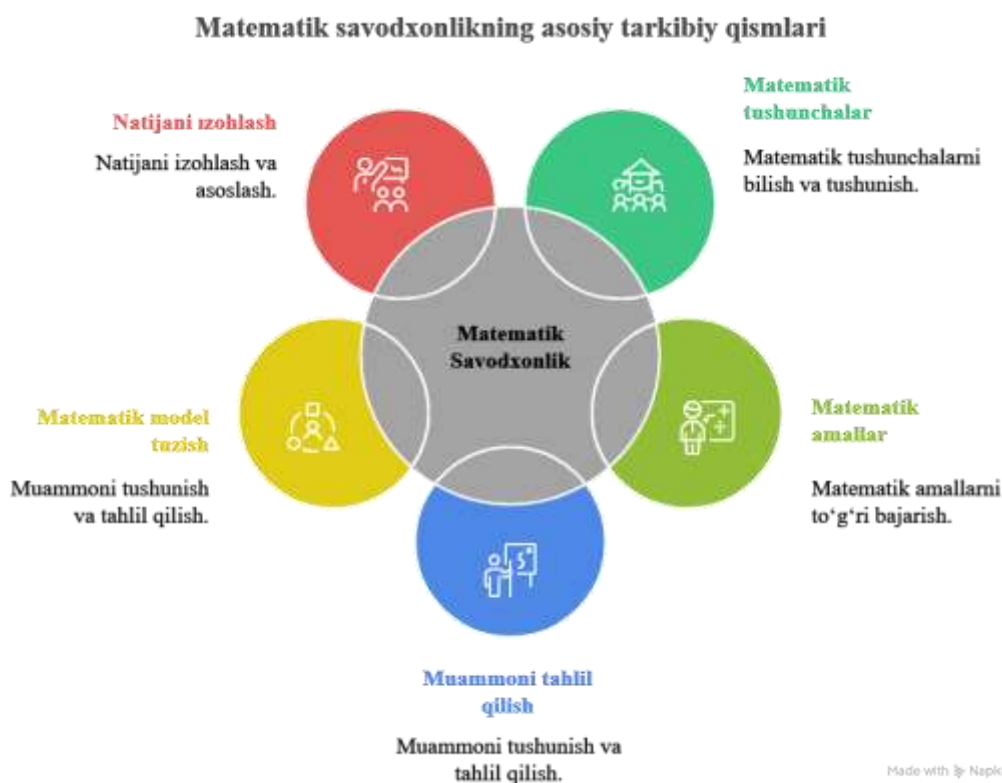 Matematik savodxonlikning asosiy tarkibiy qismlari
Natijani izohlash
Natijani izohlash va
asoslash.
Matematik
tushunchalar
Matematik tushunchalarni
bilish va tushunish.
Matematik
Savodxonlik
Matematik model
tuzish
Muammoni tushunish
va tahlil qilish.
Matematik
amallar
Matematik amallarni
to‘g‘ri bajarish.
Muammoni tahlil
qilish
Muammoni tushunish va
tahlil qilish.
Made with Napk